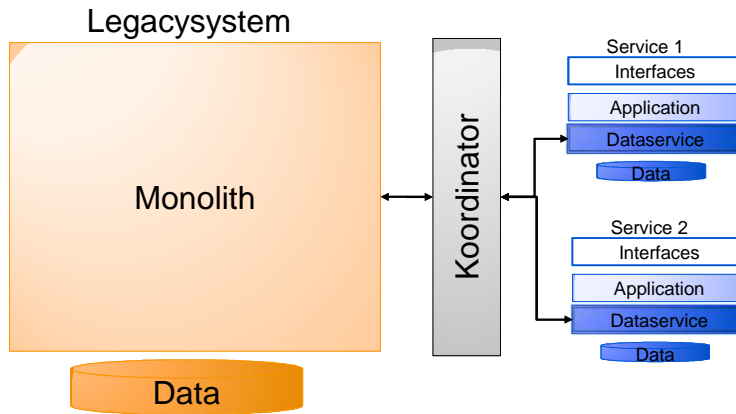 Legacysystem
Monolith
Data
Koordinator
Service 1
Interfaces
Application
Dataservice
Data
Service 2
Interfaces
Application
Dataservice
Data